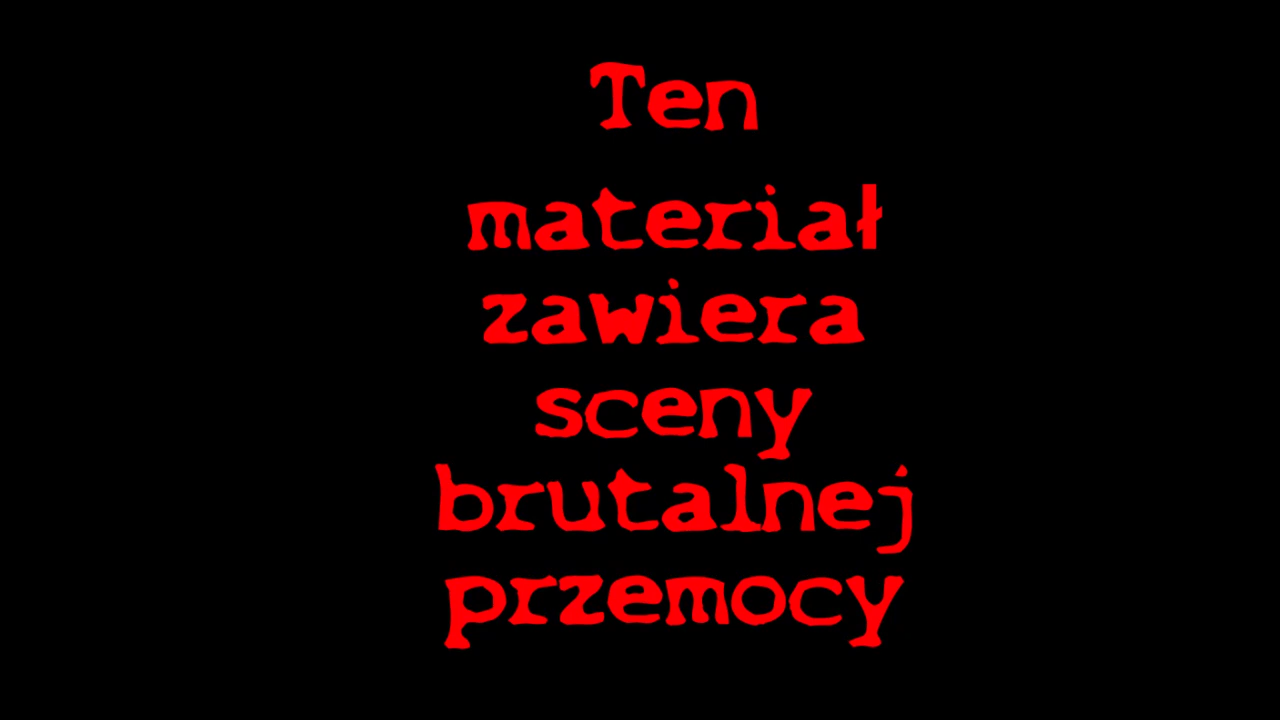 Ten
materiał
zawiera
sceny
brutalnej
przemocy